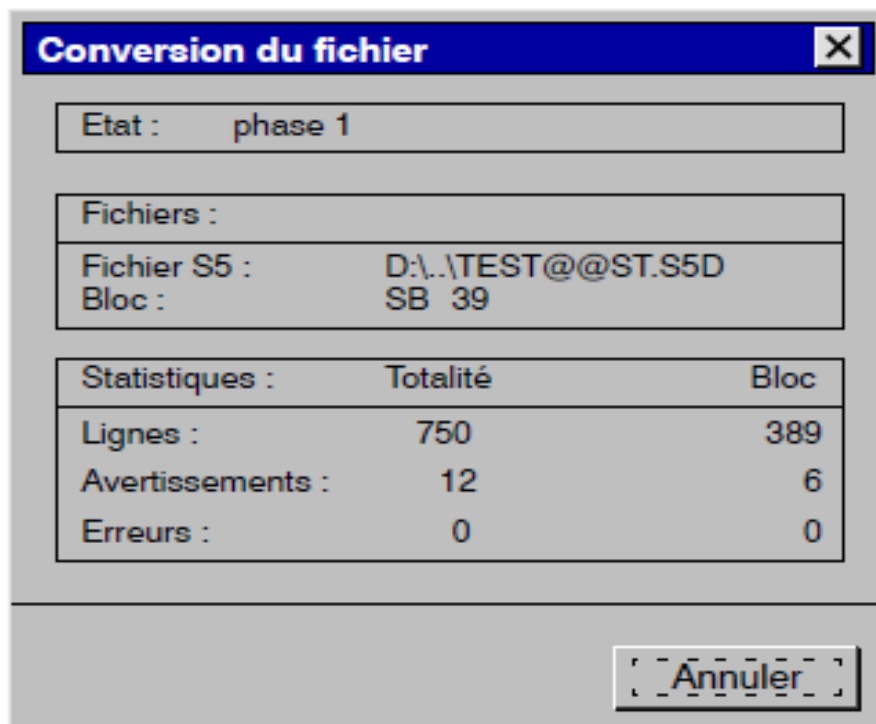 Conversion du fichier
Etat : phase 1
Fichiers :
Fichier S5 : D:\..\TEST@@ST.S5D
Bloc : SB 39
Statistiques : Totalité Bloc
Lignes : 750 389
Avertissements : 12 6
Erreurs : 0 0
Annuler